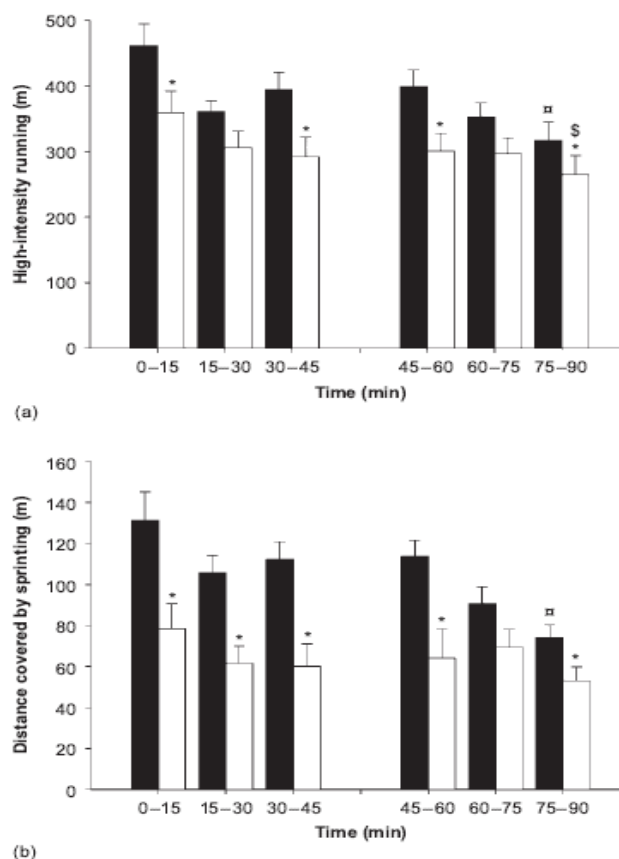 500
400
300
200
100
0
High-intensity running (m)
* * * ¤ $ *
0–15 15–30 30–45 45–60 60–75 75–90
Time (min)
(a)
160
140
120
100
80
60
40
20
0
Distance covered by sprinting (m)
* * * * ¤ *
0–15 15–30 30–45 45–60 60–75 75–90
Time (min)
(b)